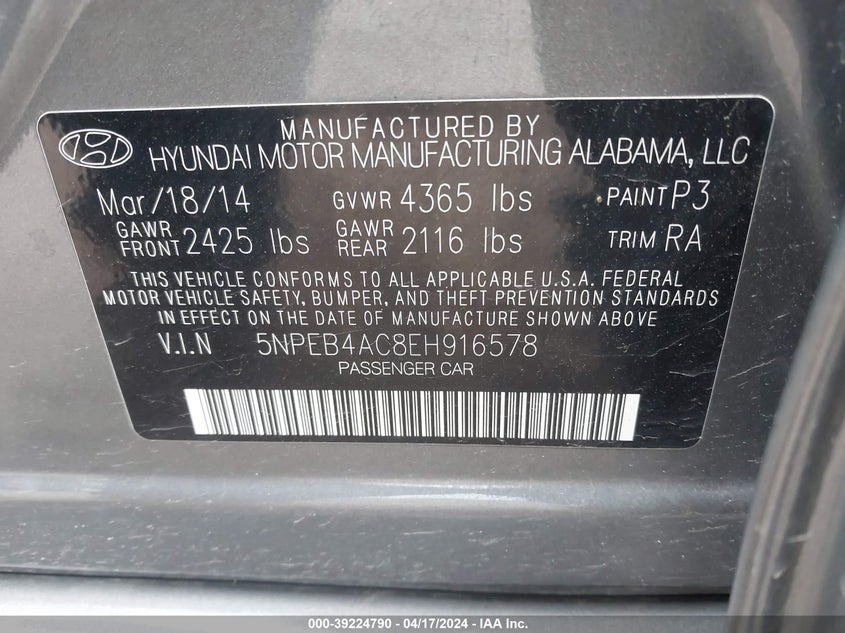 MANUFACTURED BY
HYUNDAI MOTOR MANUFACTURING ALABAMA, LLC
Mar/18/14 GVWR 4365 lbs PAINT P3
GAWR FRONT 2425 lbs GAWR REAR 2116 lbs TRIM RA
THIS VEHICLE CONFORMS TO ALL APPLICABLE U.S.A. FEDERAL
MOTOR VEHICLE SAFETY, BUMPER, AND THEFT PREVENTION STANDARDS
IN EFFECT ON THE DATE OF MANUFACTURE SHOWN ABOVE
V.I.N 5NPEB4AC8EH916578
PASSENGER CAR
000-39224790 - 04/17/2024 - IAA Inc.